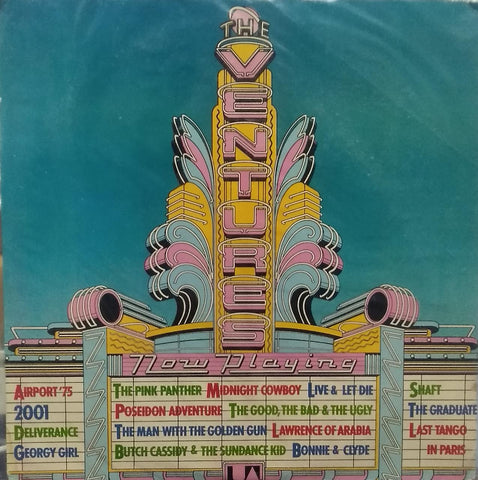 THE
VENTURES
Now Playing
AIRPORT '75
2001
DELIVERANCE
GEORGY GIRL
THE PINK PANTHER MIDNIGHT COWBOY LIVE & LET DIE
POSEIDON ADVENTURE THE GOOD, THE BAD & THE UGLY
THE MAN WITH THE GOLDEN GUN LAWRENCE OF ARABIA
BUTCH CASSIDY & THE SUNDANCE KID BONNIE & CLYDE
SHAFT
THE GRADUATE
LAST TANGO
IN PARIS
UA